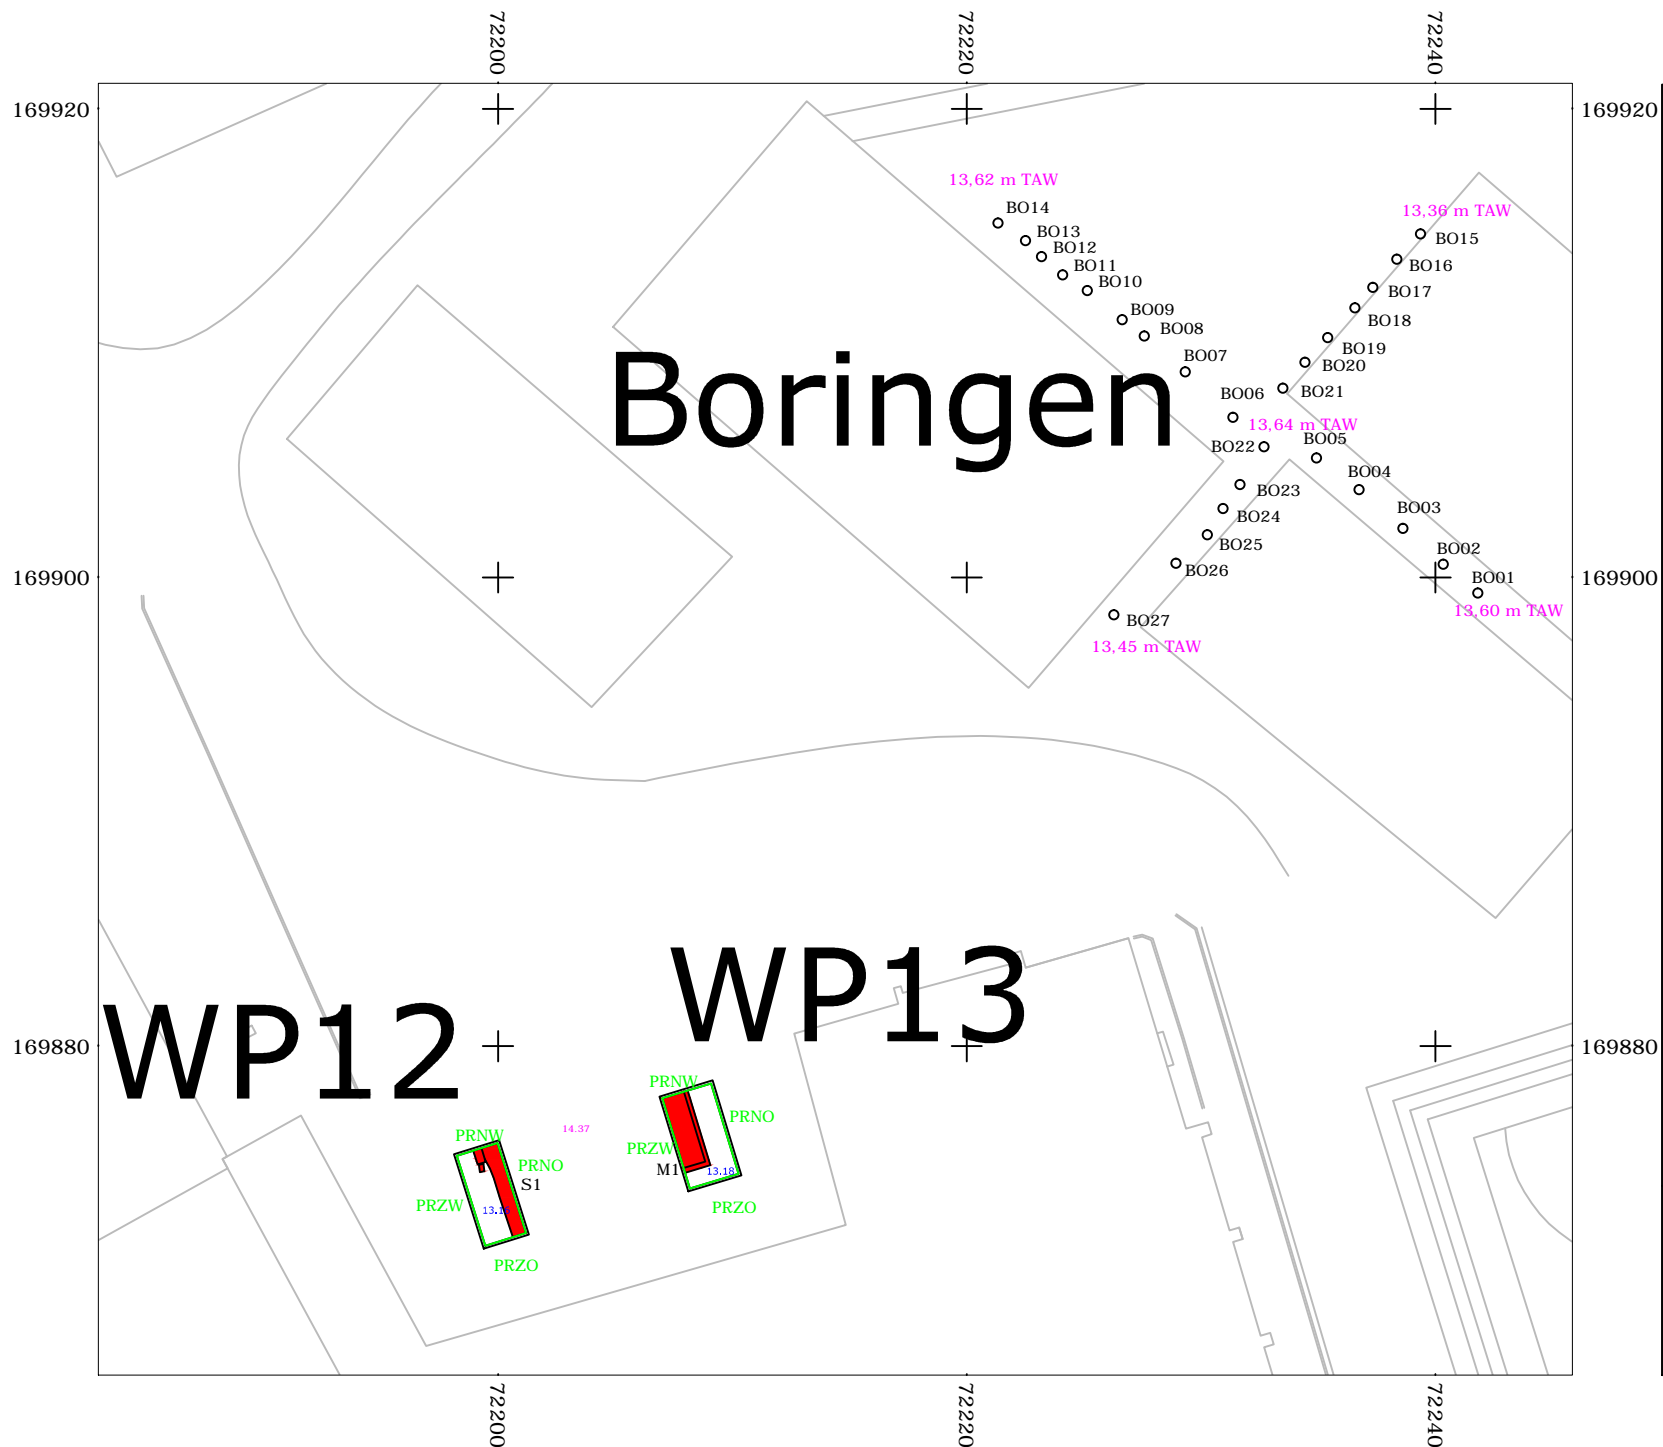 72200
72220
72240
169920
169920
13,62 m TAW
BO14
13,36 m TAW
BO13
BO15
BO12
BO11
BO16
BO10
BO17
BO09
BO18
BO08
BO19
BO07
BO20
Boringen
BO06
BO21
13,64 m TAW
BO22
BO05
BO04
BO23
BO03
BO24
BO25
BO02
BO26
BO01
169900
169900
13,60 m TAW
BO27
13,45 m TAW
WP13
WP12
169880
169880
PRNW
PRNO
14.37
PRNW
PRZW
PRNO
M1
13.18
S1
PRZW
PRZO
PRZO
72200
72220
72240